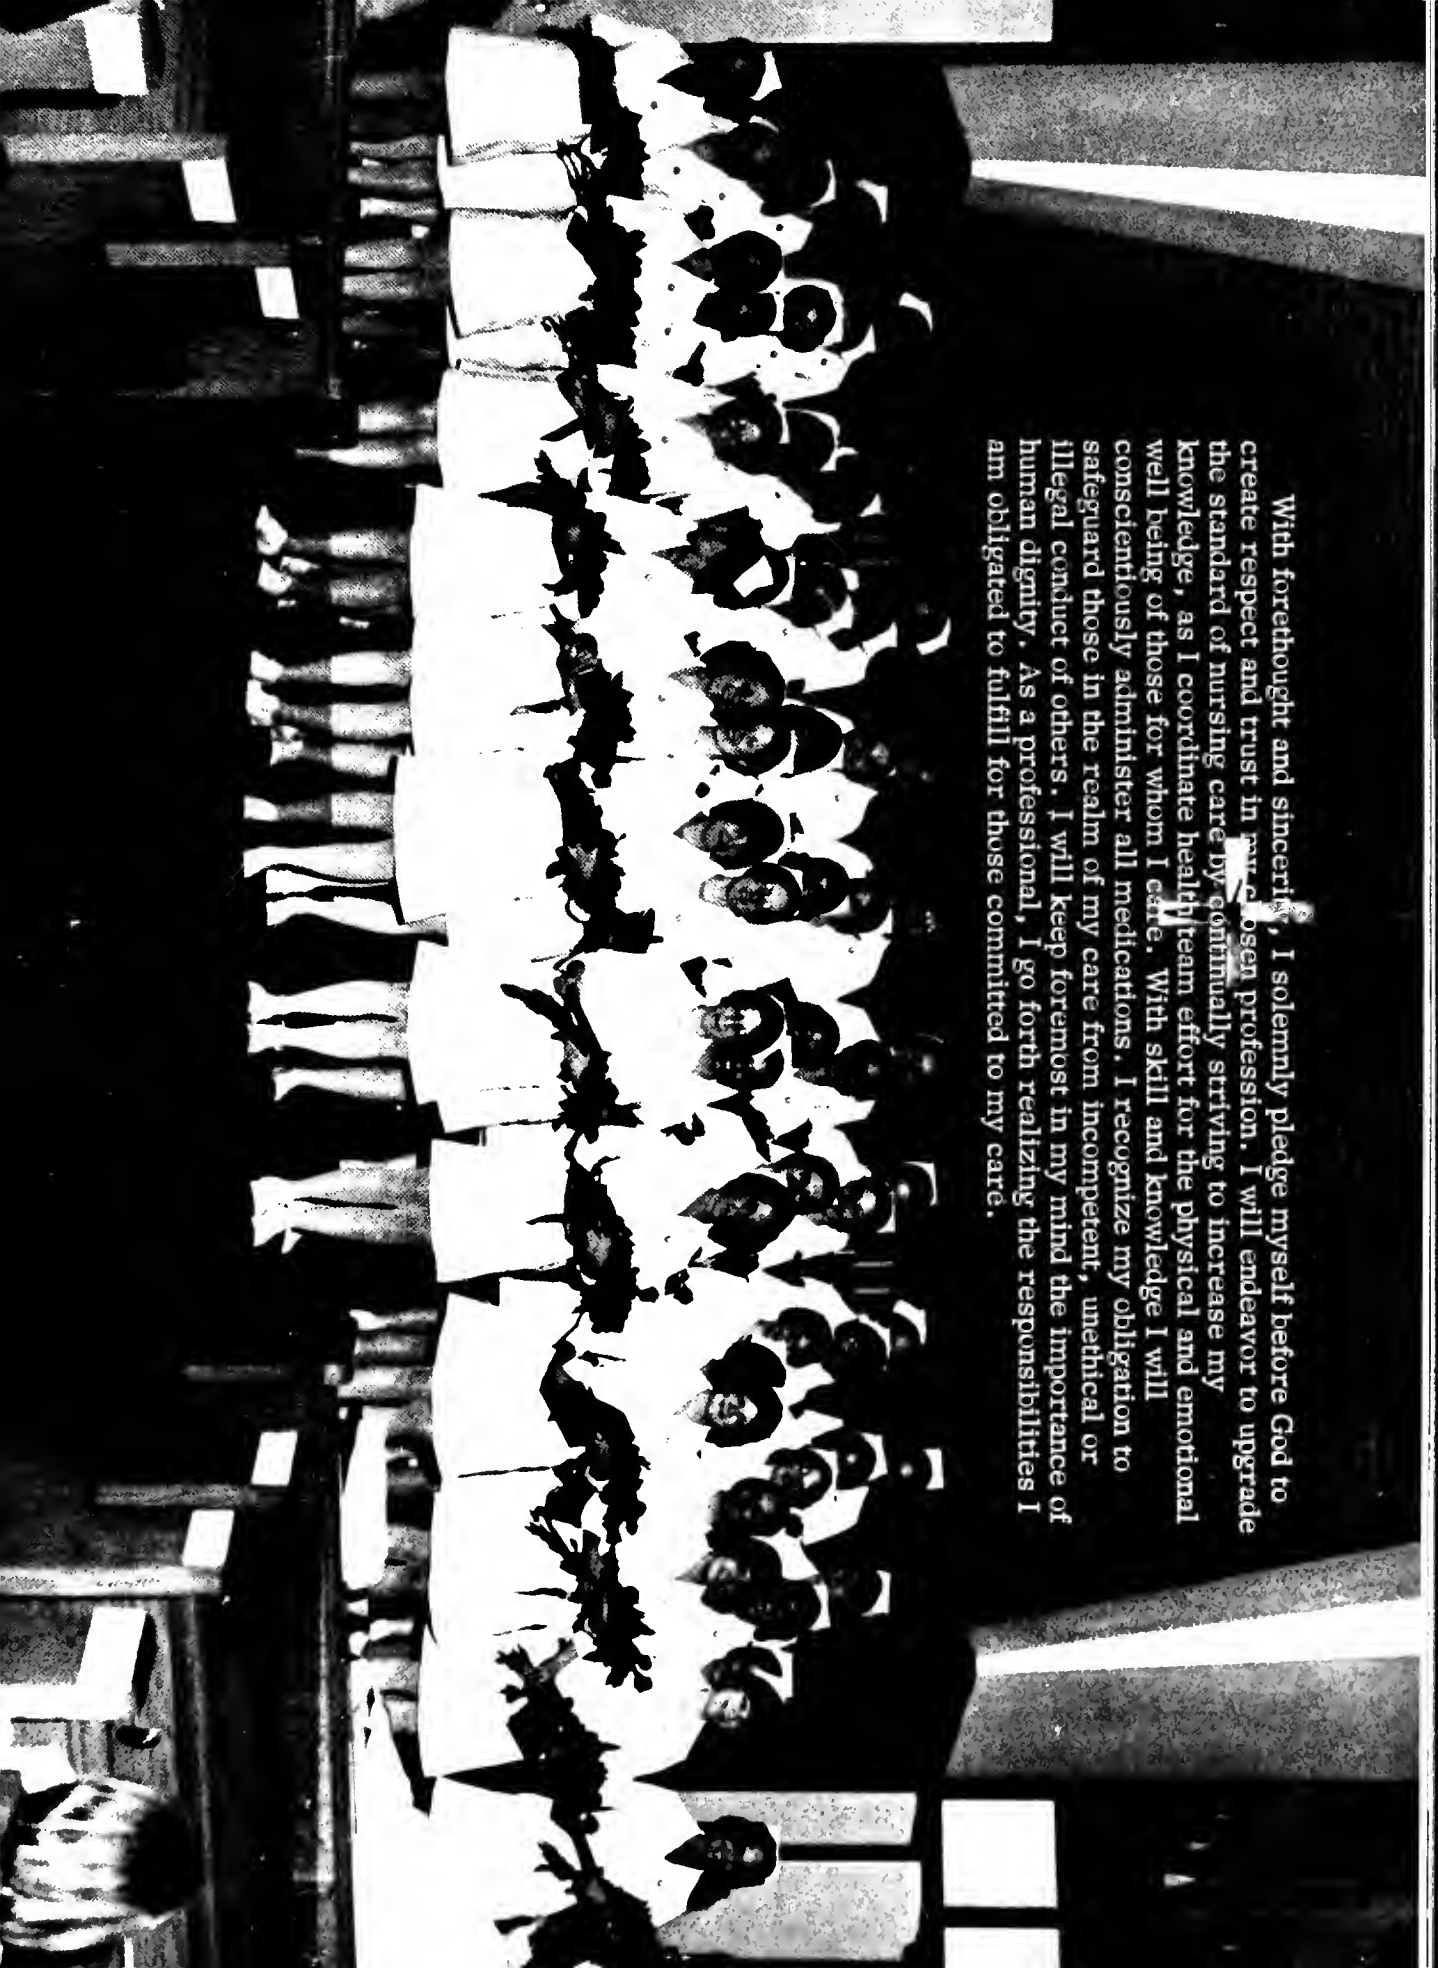 With forethought and sincerity, I solemnly pledge myself before God to
create respect and trust in my chosen profession. I will endeavor to upgrade
the standard of nursing care by continually striving to increase my
knowledge, as I coordinate health team effort for the physical and emotional
well being of those for whom I care. With skill and knowledge I will
conscientiously administer all medications. I recognize my obligation to
safeguard those in the realm of my care from incompetent, unethical or
illegal conduct of others. I will keep foremost in my mind the importance of
human dignity. As a professional, I go forth realizing the responsibilities I
am obligated to fulfill for those committed to my care.